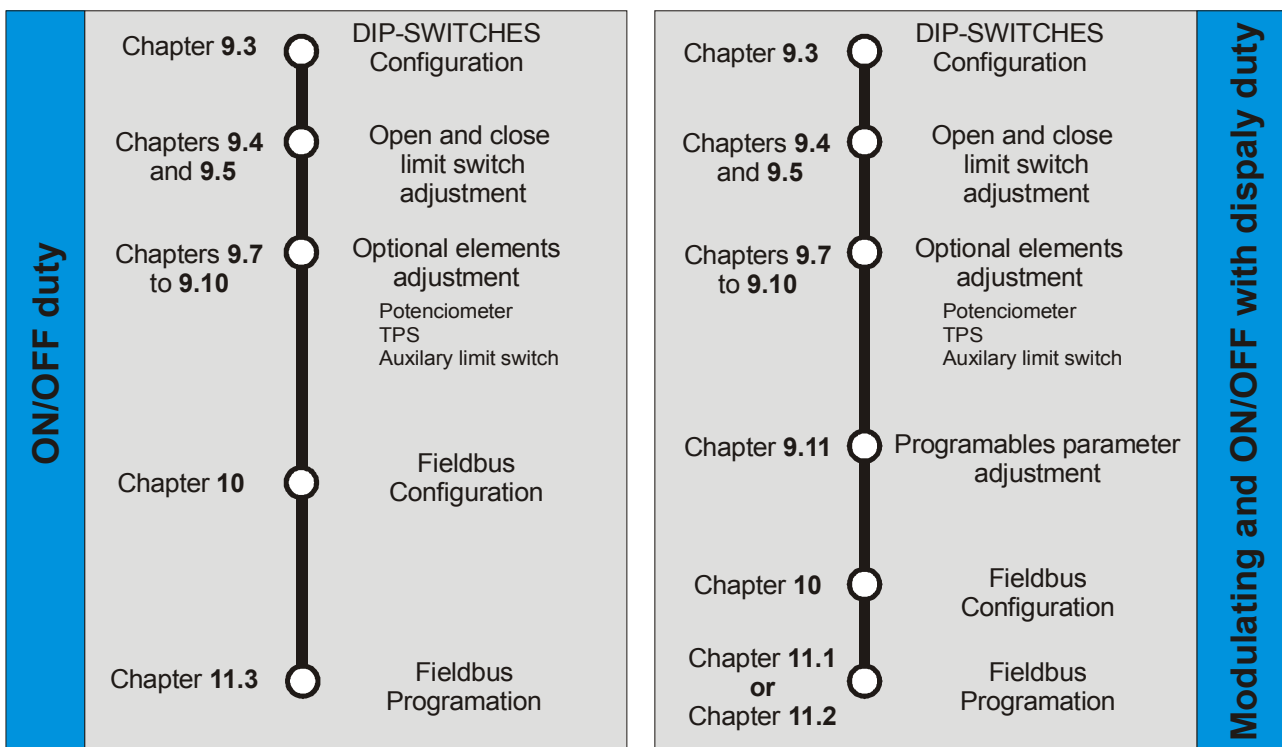 ON/OFF duty
Chapter 9.3
DIP-SWITCHES
Configuration
Chapters 9.4
and 9.5
Open and close
limit switch
adjustment
Chapters 9.7
to 9.10
Optional elements
adjustment
Potenciometer
TPS
Auxilary limit switch
Chapter 10
Fieldbus
Configuration
Chapter 11.3
Fieldbus
Programation
Chapter 9.3
DIP-SWITCHES
Configuration
Chapters 9.4
and 9.5
Open and close
limit switch
adjustment
Chapters 9.7
to 9.10
Optional elements
adjustment
Potenciometer
TPS
Auxilary limit switch
Chapter 9.11
Programables parameter
adjustment
Chapter 10
Fieldbus
Configuration
Chapter 11.1
or
Chapter 11.2
Fieldbus
Programation
Modulating and ON/OFF with dispaly duty